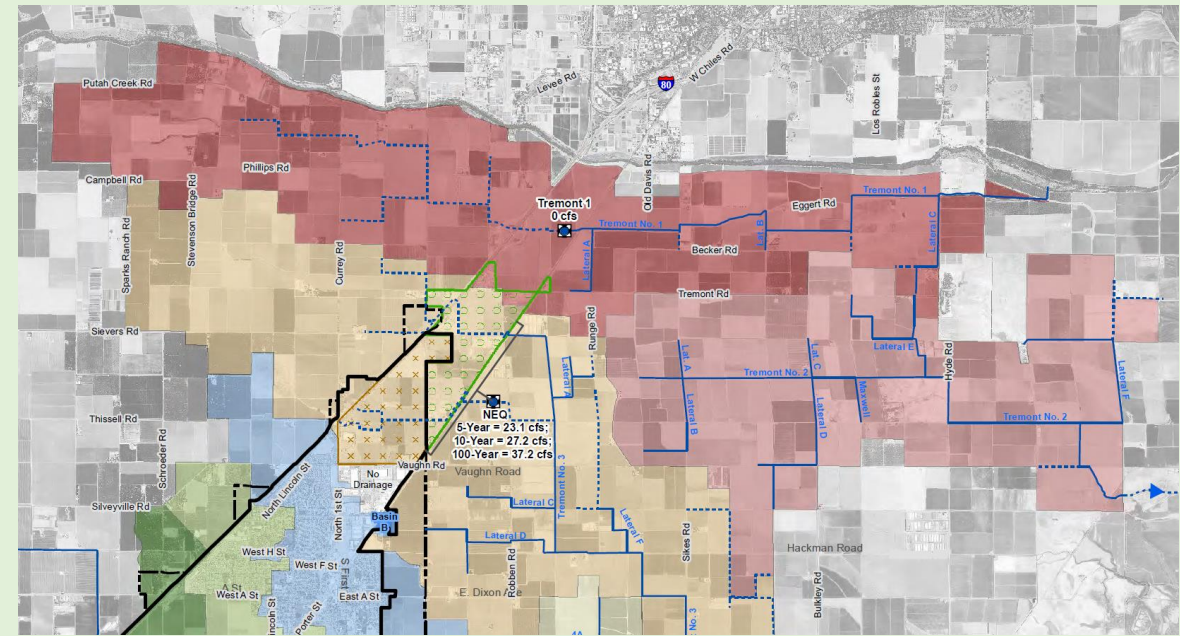 Putah Creek Rd
Levee Rd
80
W Chiles Rd
Los Robles St
Campbell Rd
Phillips Rd
Stevenson Bridge Rd
Sparks Ranch Rd
Currey Rd
Old Davis Rd
Tremont 1
0 cfs
Tremont No. 1
Lateral A
Lat. B
Becker Rd
Eggert Rd
Tremont No. 1
Lateral C
Tremont Rd
Runge Rd
Sievers Rd
Lateral A
Lateral E
Hyde Rd
Lat. A
Lat. C
Tremont No. 2
Maxwell
Lateral F
Tremont No. 2
Lateral B
Lateral D
Thissell Rd
Schroeder Rd
NEQ
5-Year = 23.1 cfs;
10-Year = 27.2 cfs;
100-Year = 37.2 cfs
Vaughn Rd
Vaughn Road
No
Drainage
North Lincoln St
North 1st St
Silveyville Rd
Basin
B
Tremont No. 3
Lateral C
Lateral F
Lateral D
Robben Rd
Sikes Rd
Hackman Road
Bulkley Rd
West H St
West F St
A St
West A St
S First
East A St
E. Dixon Ave
Porter St
incoln St
No. 3
4A